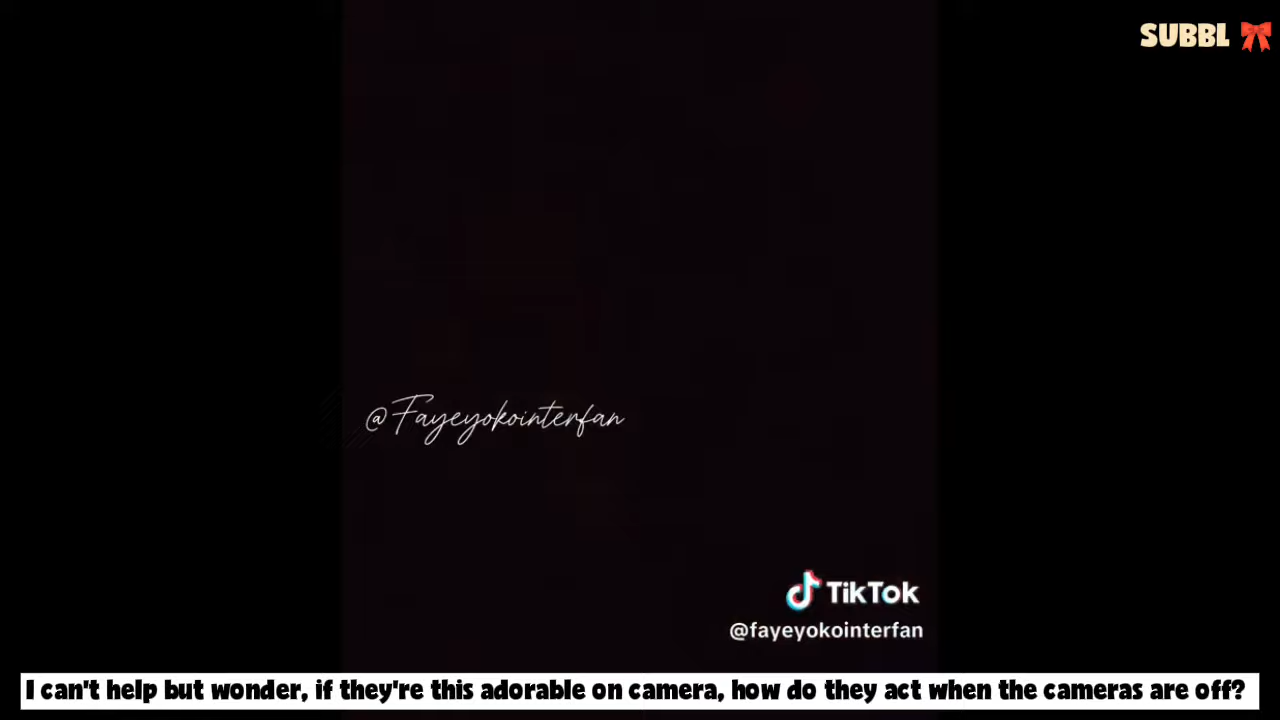 SUBBL 🎀
@Fayeyokointerfan
TikTok
@fayeyokointerfan
I can't help but wonder, if they're this adorable on camera, how do they act when the cameras are off?